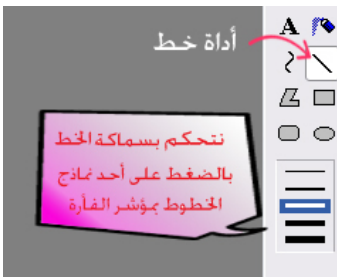 أداة خط
A
نتحكم بسماكة الخط
بالضغط على أحد نماذج
الخطوط بمؤشر الفأرة